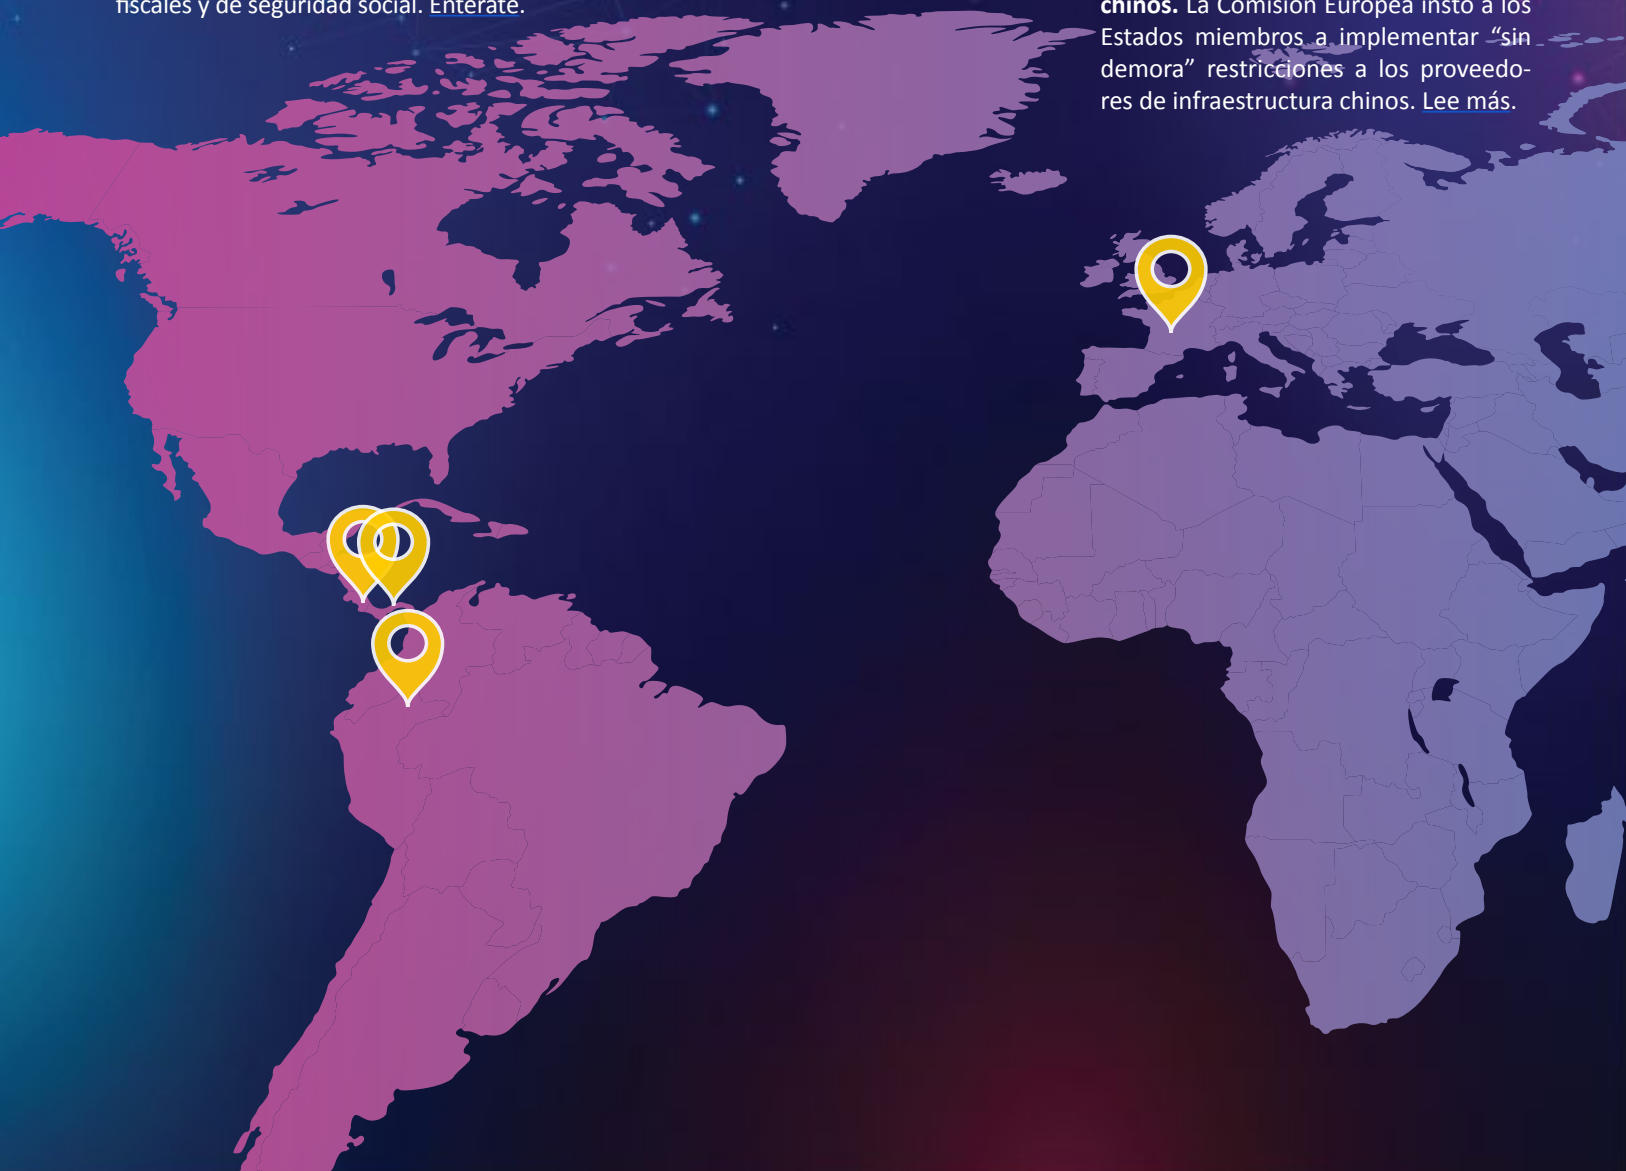 fiscales y de seguridad social. Entérate.
chinos. La Comisión Europea instó a los
Estados miembros a implementar “sin
demora” restricciones a los proveedo-
res de infraestructura chinos. Lee más.